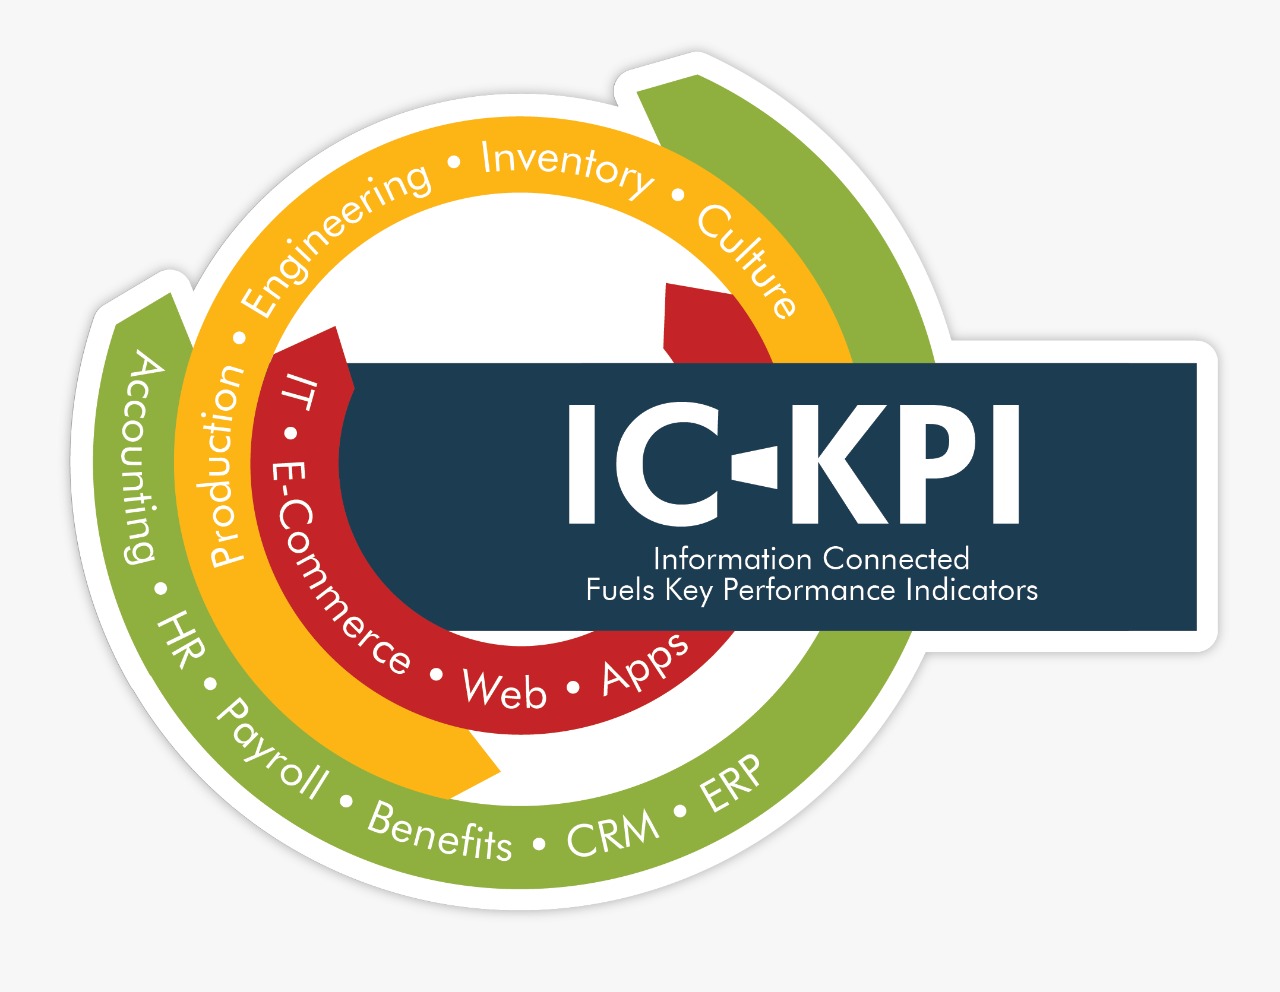 Production • Engineering • Inventory • Culture
IT • E-Commerce • Web • Apps
Accounting • HR • Payroll • Benefits • CRM • ERP
IC-KPI
Information Connected
Fuels Key Performance Indicators